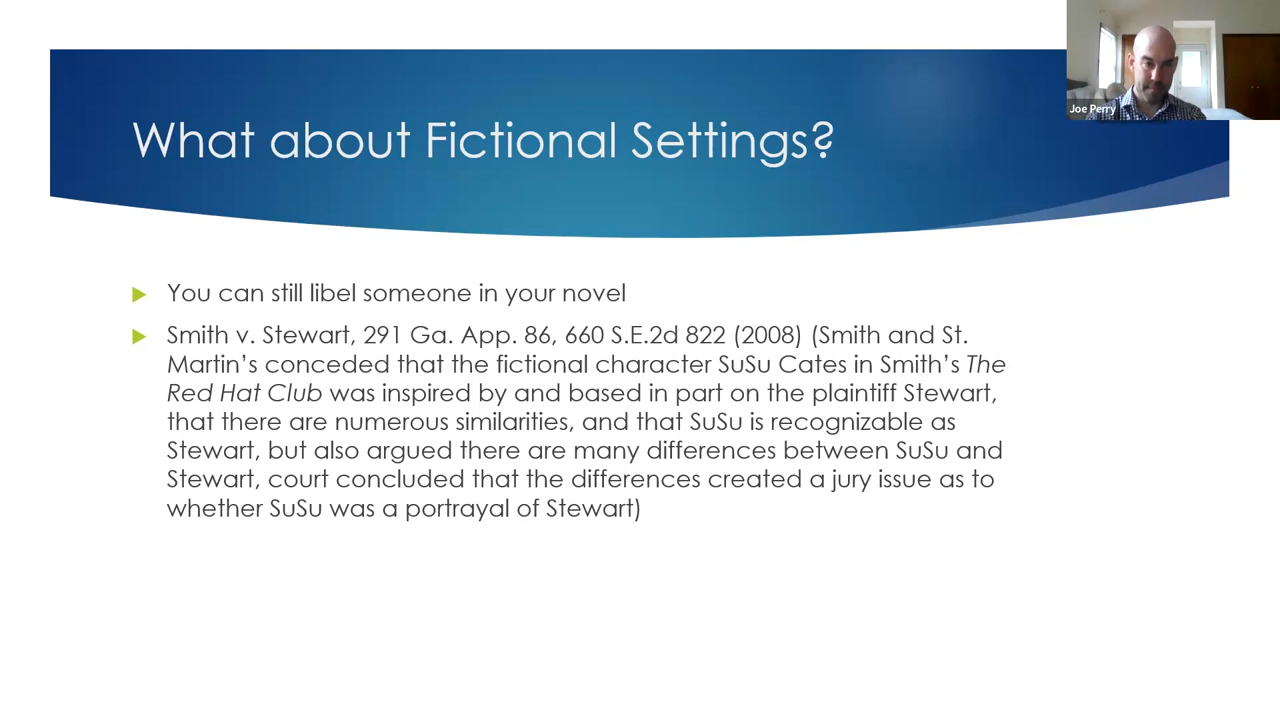 What about Fictional Settings?
Joe Perry
You can still libel someone in your novel
Smith v. Stewart, 291 Ga. App. 86, 660 S.E.2d 822 (2008) (Smith and St.
Martin’s conceded that the fictional character SuSu Cates in Smith’s The
Red Hat Club was inspired by and based in part on the plaintiff Stewart,
that there are numerous similarities, and that SuSu is recognizable as
Stewart, but also argued there are many differences between SuSu and
Stewart, court concluded that the differences created a jury issue as to
whether SuSu was a portrayal of Stewart)